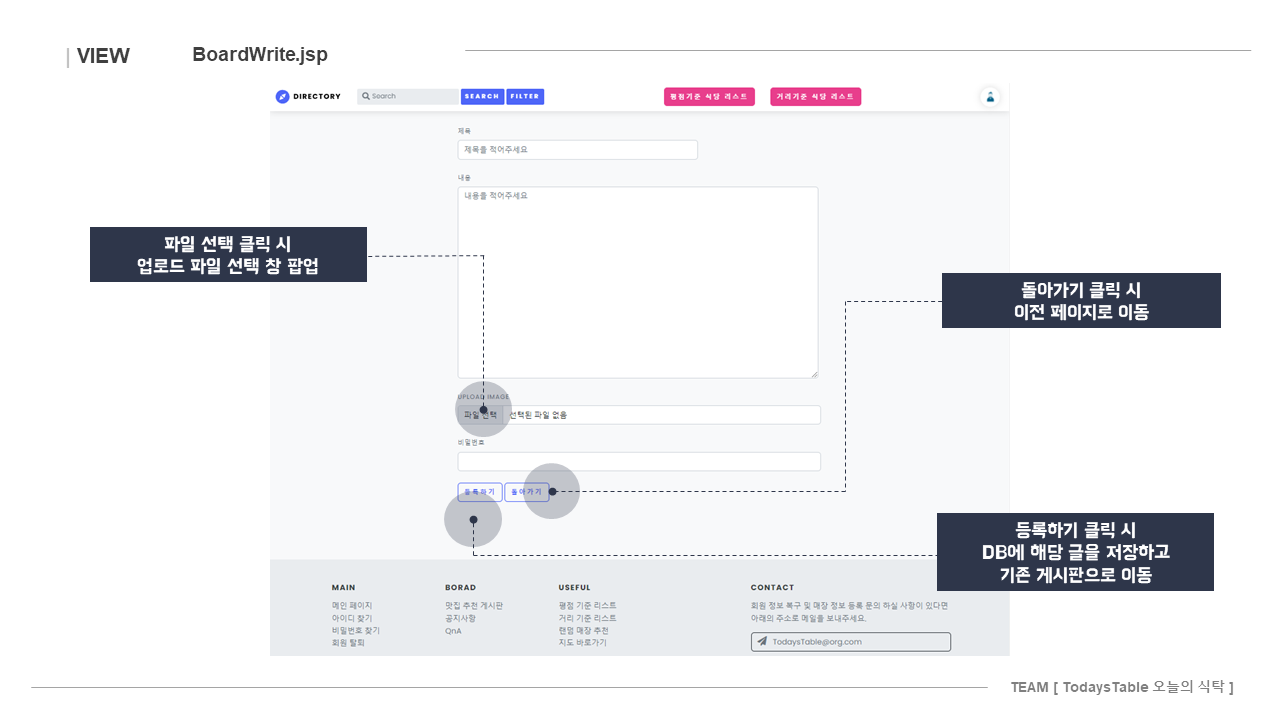 VIEW
BoardWrite.jsp
DIRECTORY
Search
SEARCH
FILTER
평점기준 식당 리스트
거리기준 식당 리스트
제목
제목을 적어주세요
내용
내용을 적어주세요
파일 선택 클릭 시
업로드 파일 선택 창 팝업
돌아가기 클릭 시
이전 페이지로 이동
UPLOAD IMAGE
파일 선택 선택된 파일 없음
비밀번호
등록하기
돌아가기
등록하기 클릭 시
DB에 해당 글을 저장하고
기존 게시판으로 이동
MAIN
메인 페이지
아이디 찾기
비밀번호 찾기
회원 탈퇴
BORAD
맛집 추천 게시판
공지사항
QnA
USEFUL
평점 기준 리스트
거리 기준 리스트
랜덤 매장 추천
지도 바로가기
CONTACT
회원 정보 복구 및 매장 정보 등록 문의 하실 사항이 있다면
아래의 주소로 메일을 보내주세요.
TodaysTable@org.com
TEAM [ TodaysTable 오늘의 식탁 ]